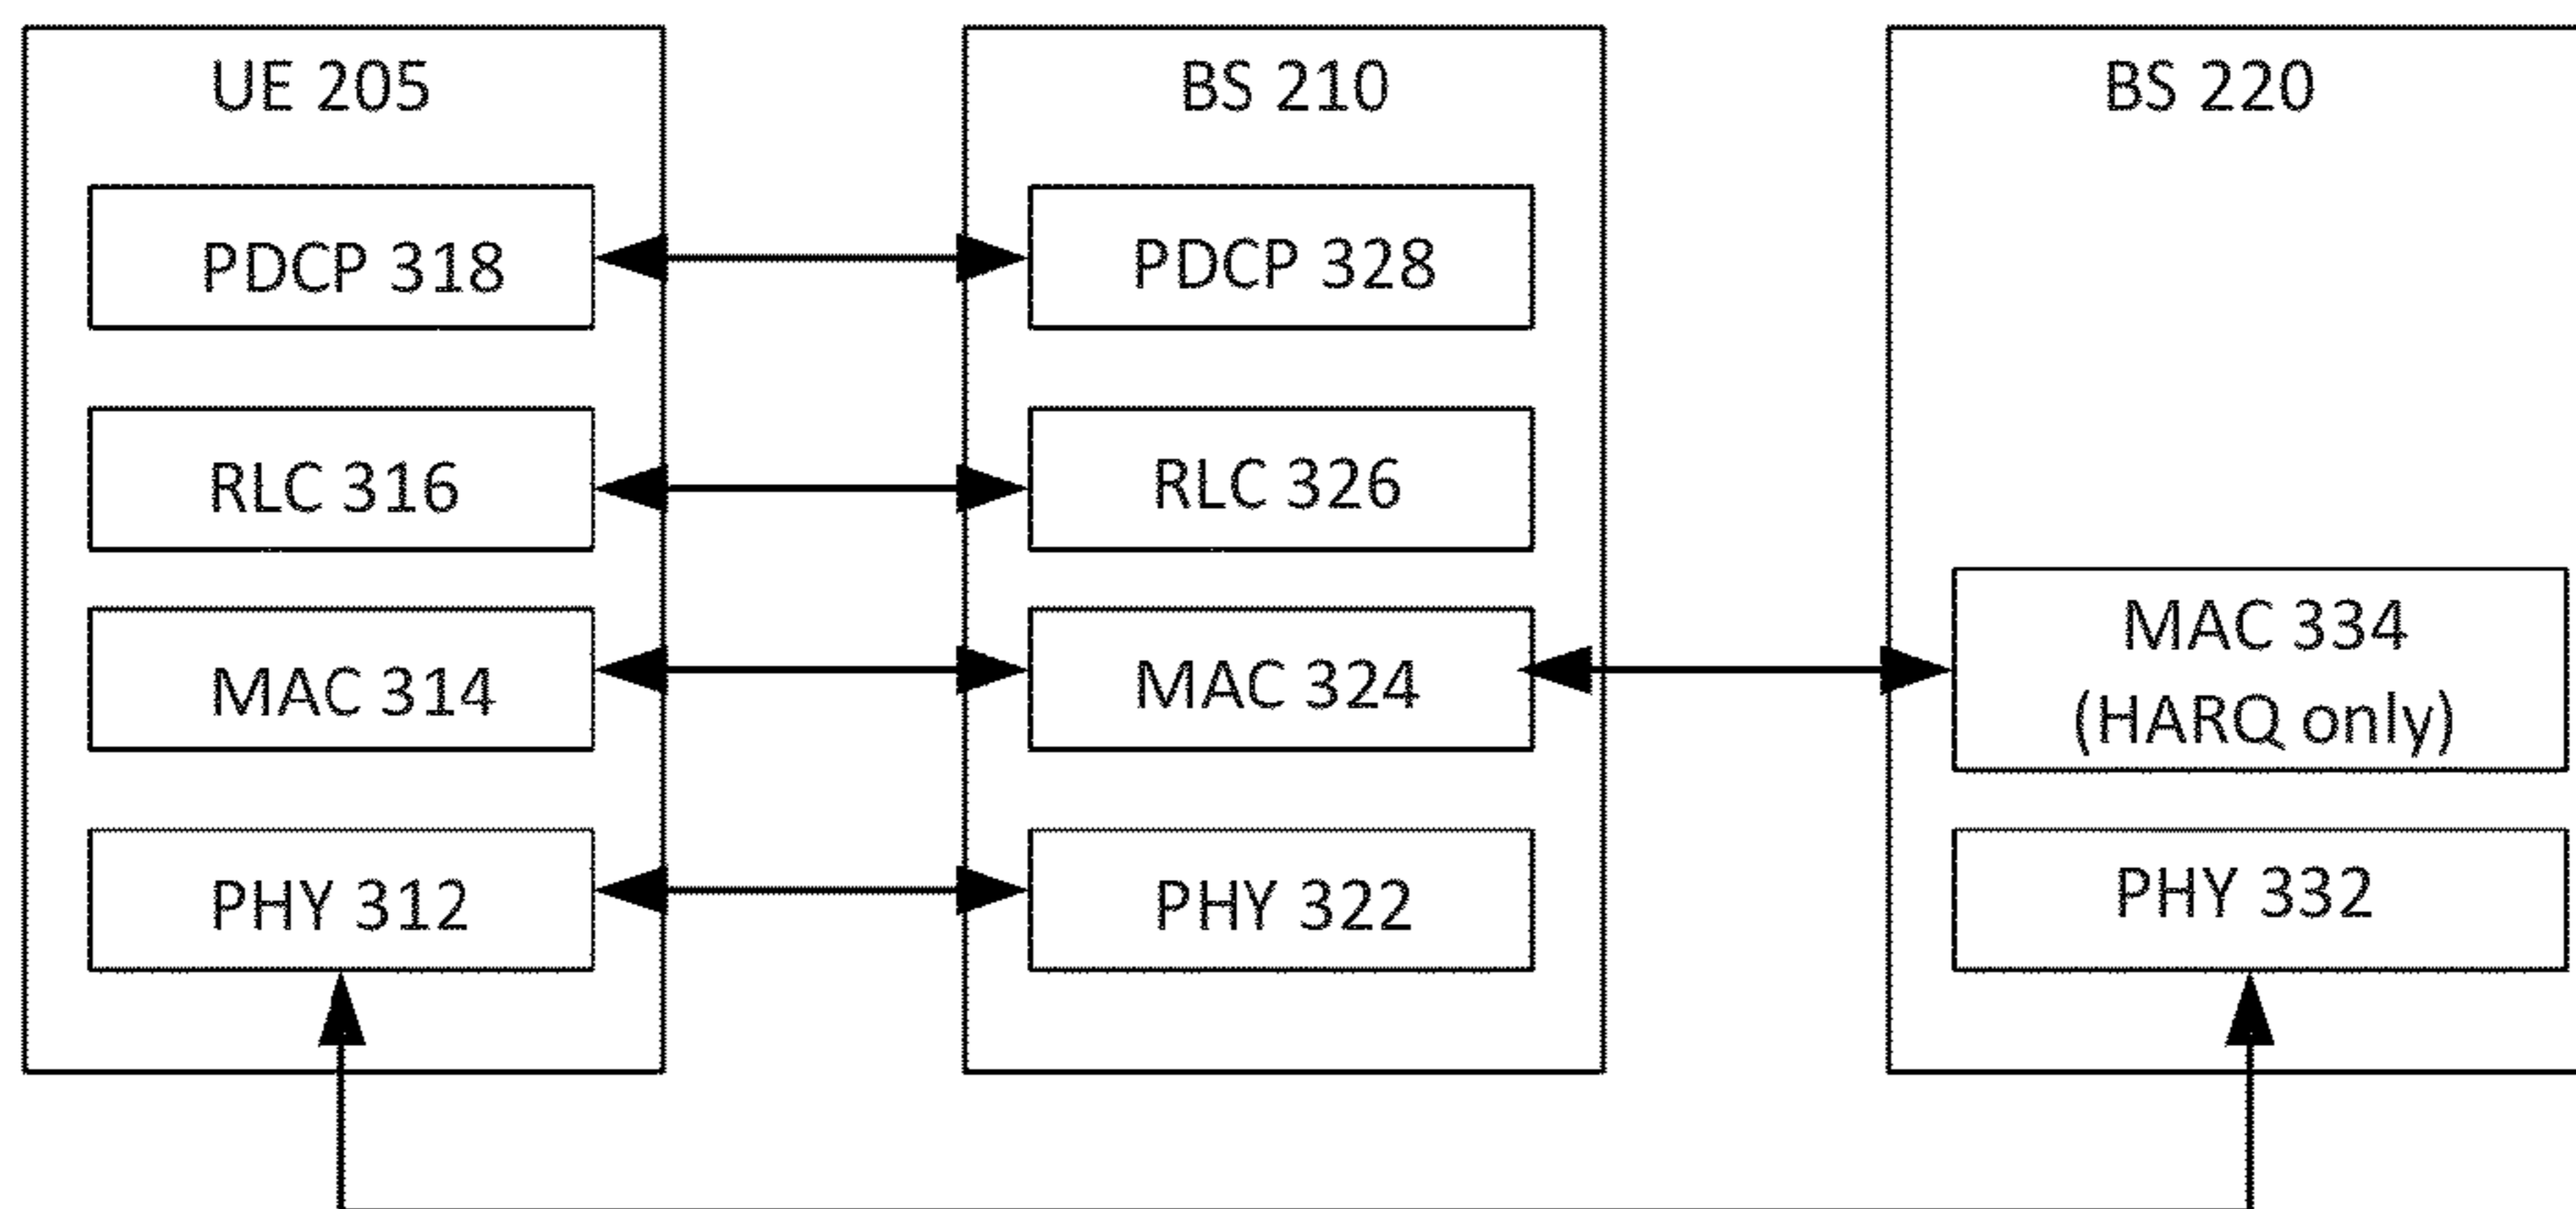 UE 205
PDCP 318
RLC 316
MAC 314
PHY 312
BS 210
PDCP 328
RLC 326
MAC 324
PHY 322
BS 220
MAC 334
(HARQ only)
PHY 332